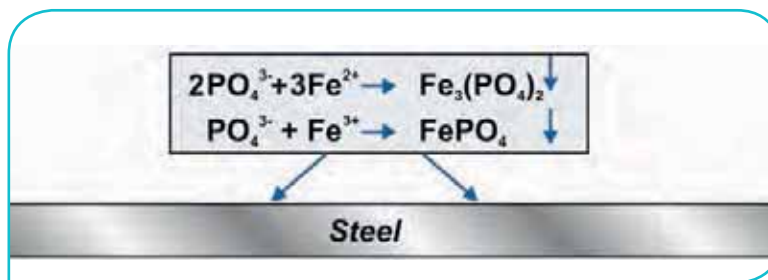 2PO₄³⁻+3Fe²⁺→ Fe₃(PO₄)₂↓
PO₄³⁻ + Fe³⁺→ FePO₄ ↓
Steel